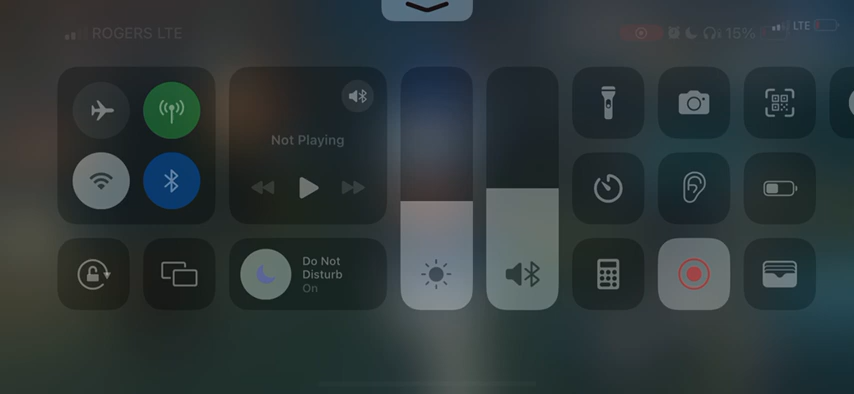 ROGERS LTE
15%
LTE
Not Playing
Do Not
Disturb
On